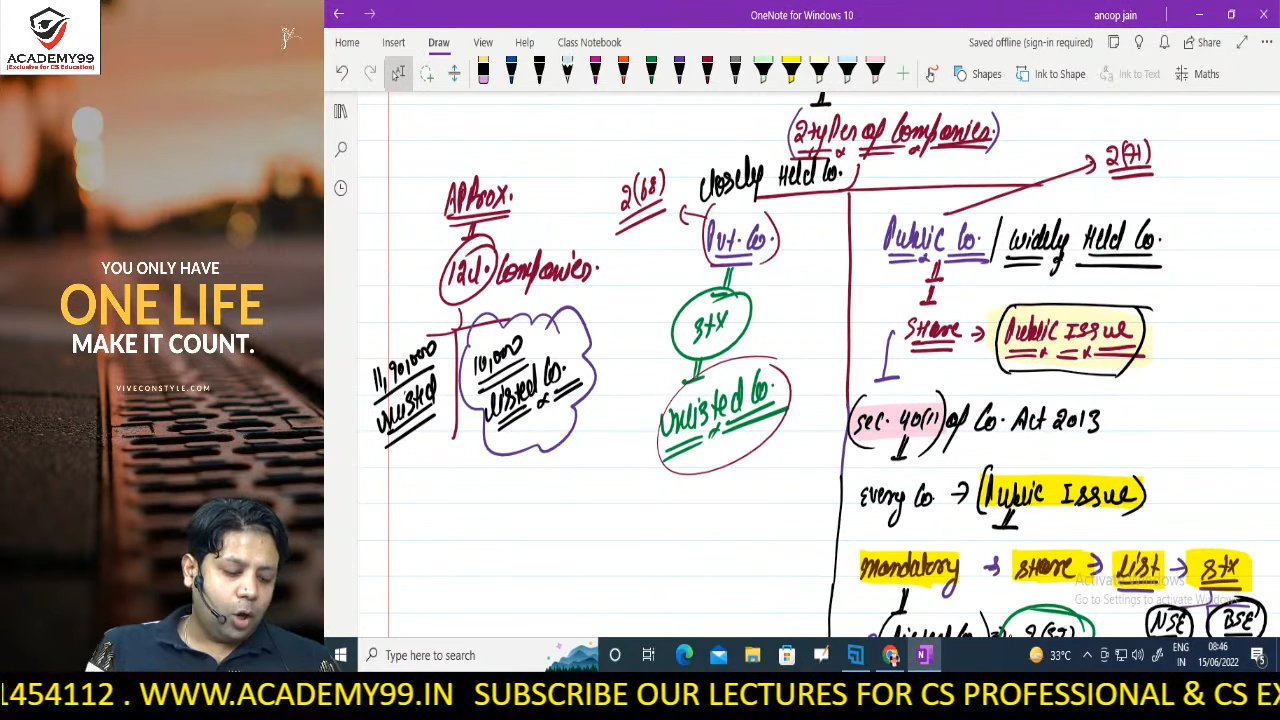 ACADEMY99
(Exclusive for CS Education)
YOU ONLY HAVE
ONE LIFE
MAKE IT COUNT.
VIVECONSTYLE.COM
OneNote for Windows 10
anoop jain
Home Insert Draw View Help Class Notebook
Saved offline (sign-in required)
Share
Shapes
Ink to Shape
Ink to Text
Maths
(2 types of Companies.)
Closely Held Co.
2(68)
2(71)
Approx.
Pvt. Co.
Public Co. / Widely Held Co.
Companies.
Share → Public Issue
Stx
11,90,000
Unlisted
10,000
Listed Co.
Unlisted Co.
(Sec. 40(1)) of Co. Act 2013
Every Co. → (Public Issue)
Mandatory → Share → List → Stx
NSE BSE
Activate Windows
Go to Settings to activate Windows.
Type here to search
33°C
ENG
IN
08:46
15/06/2022
5
1454112 . WWW.ACADEMY99.IN SUBSCRIBE OUR LECTURES FOR CS PROFESSIONAL & CS EX